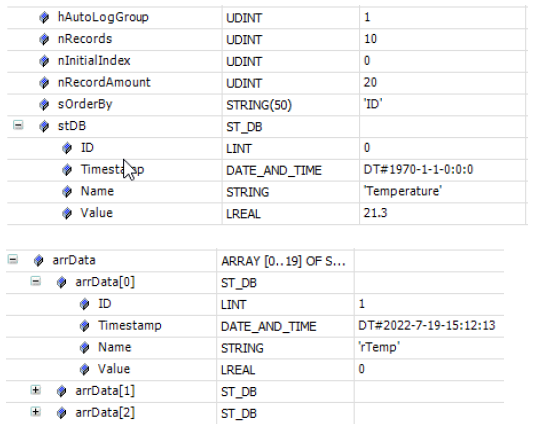 hAutoLogGroup UDINT 1
nRecords UDINT 10
nInitialIndex UDINT 0
nRecordAmount UDINT 20
sOrderBy STRING(50) 'ID'
stDB ST_DB
ID LINT 0
Timestamp DATE_AND_TIME DT#1970-1-1-0:0:0
Name STRING 'Temperature'
Value LREAL 21.3
arrData ARRAY [0..19] OF S...
arrData[0] ST_DB
ID LINT 1
Timestamp DATE_AND_TIME DT#2022-7-19-15:12:13
Name STRING 'rTemp'
Value LREAL 0
arrData[1] ST_DB
arrData[2] ST_DB